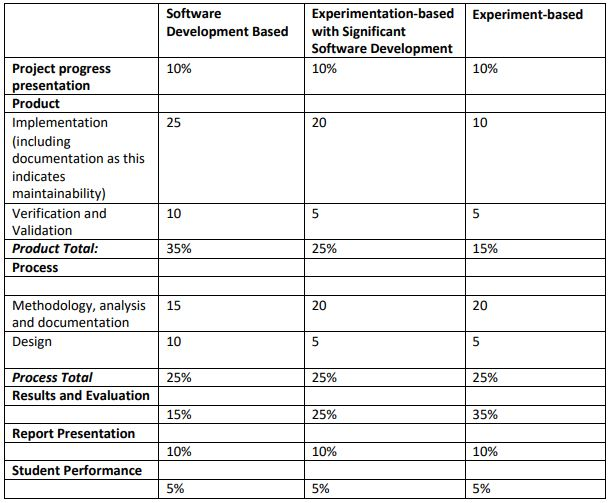 Software Development Based | Experimentation-based with Significant Software Development | Experiment-based
Project progress presentation | 10% | 10% | 10%
Product
Implementation (including documentation as this indicates maintainability) | 25 | 20 | 10
Verification and Validation | 10 | 5 | 5
Product Total: | 35% | 25% | 15%
Process
Methodology, analysis and documentation | 15 | 20 | 20
Design | 10 | 5 | 5
Process Total | 25% | 25% | 25%
Results and Evaluation
15% | 25% | 35%
Report Presentation
10% | 10% | 10%
Student Performance
5% | 5% | 5%